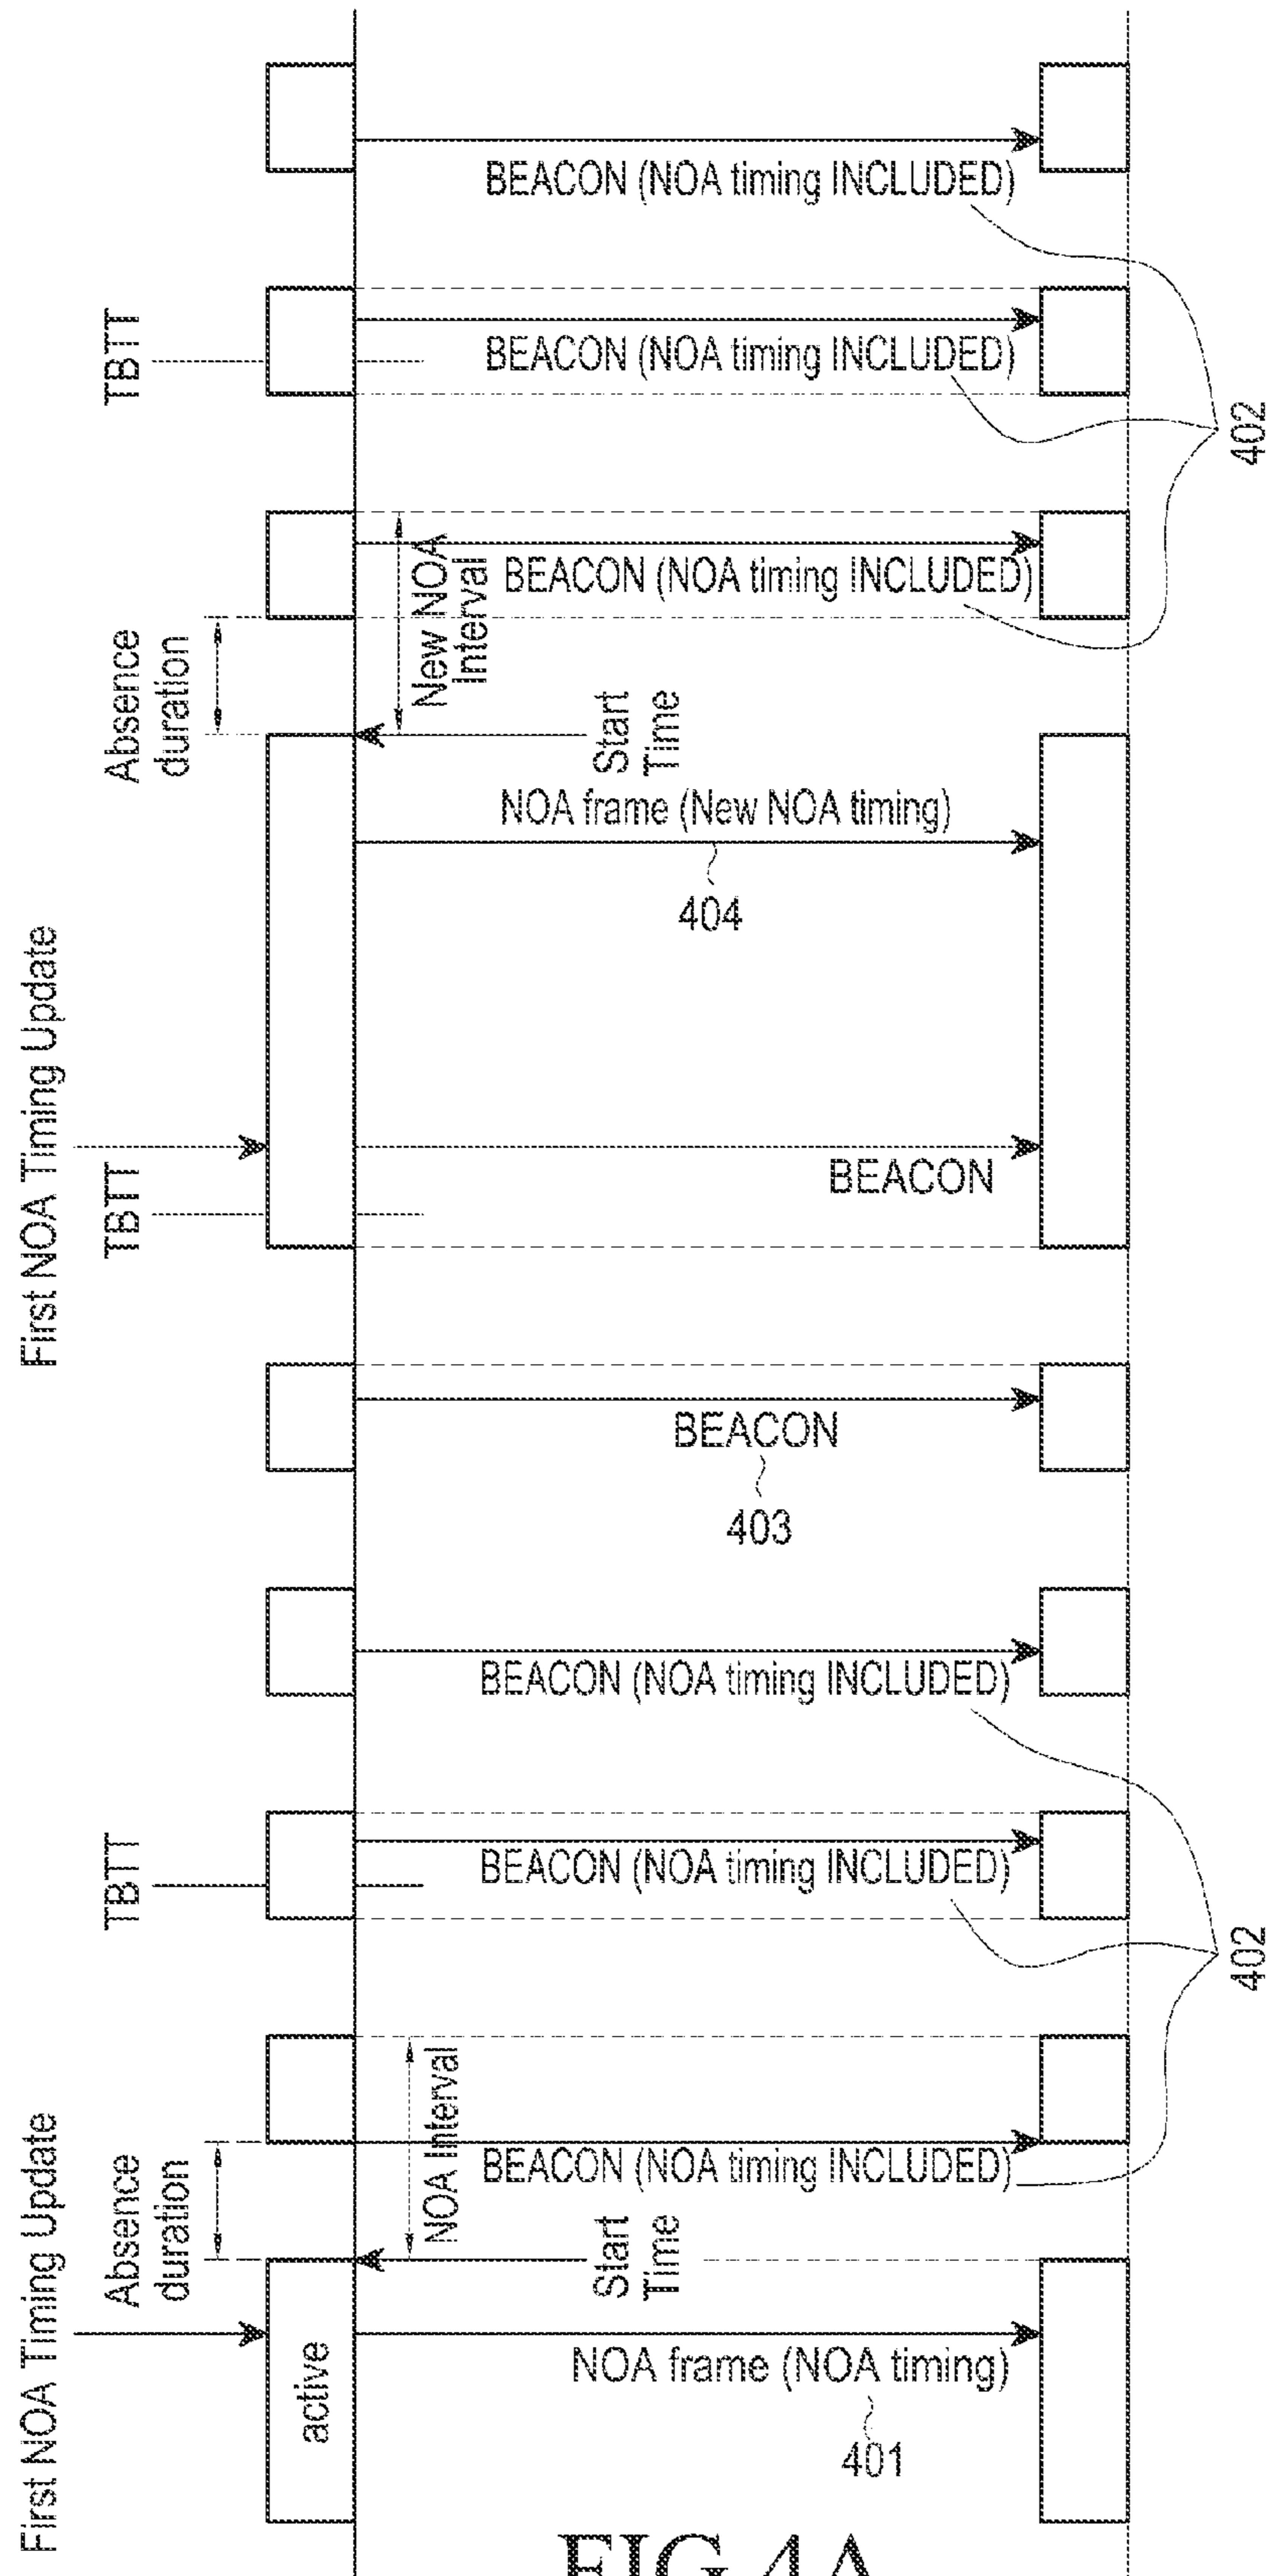 BEACON (NOA timing INCLUDED)
TBTT
BEACON (NOA timing INCLUDED)
402
New NOA
Interval
BEACON (NOA timing INCLUDED)
Absence
duration
Start
Time
NOA frame (New NOA timing)
404
First NOA Timing Update
TBTT
BEACON
BEACON
403
BEACON (NOA timing INCLUDED)
TBTT
BEACON (NOA timing INCLUDED)
402
NOA Interval
BEACON (NOA timing INCLUDED)
Absence
duration
Start
Time
First NOA Timing Update
active
NOA frame (NOA timing)
401
FIG.4A